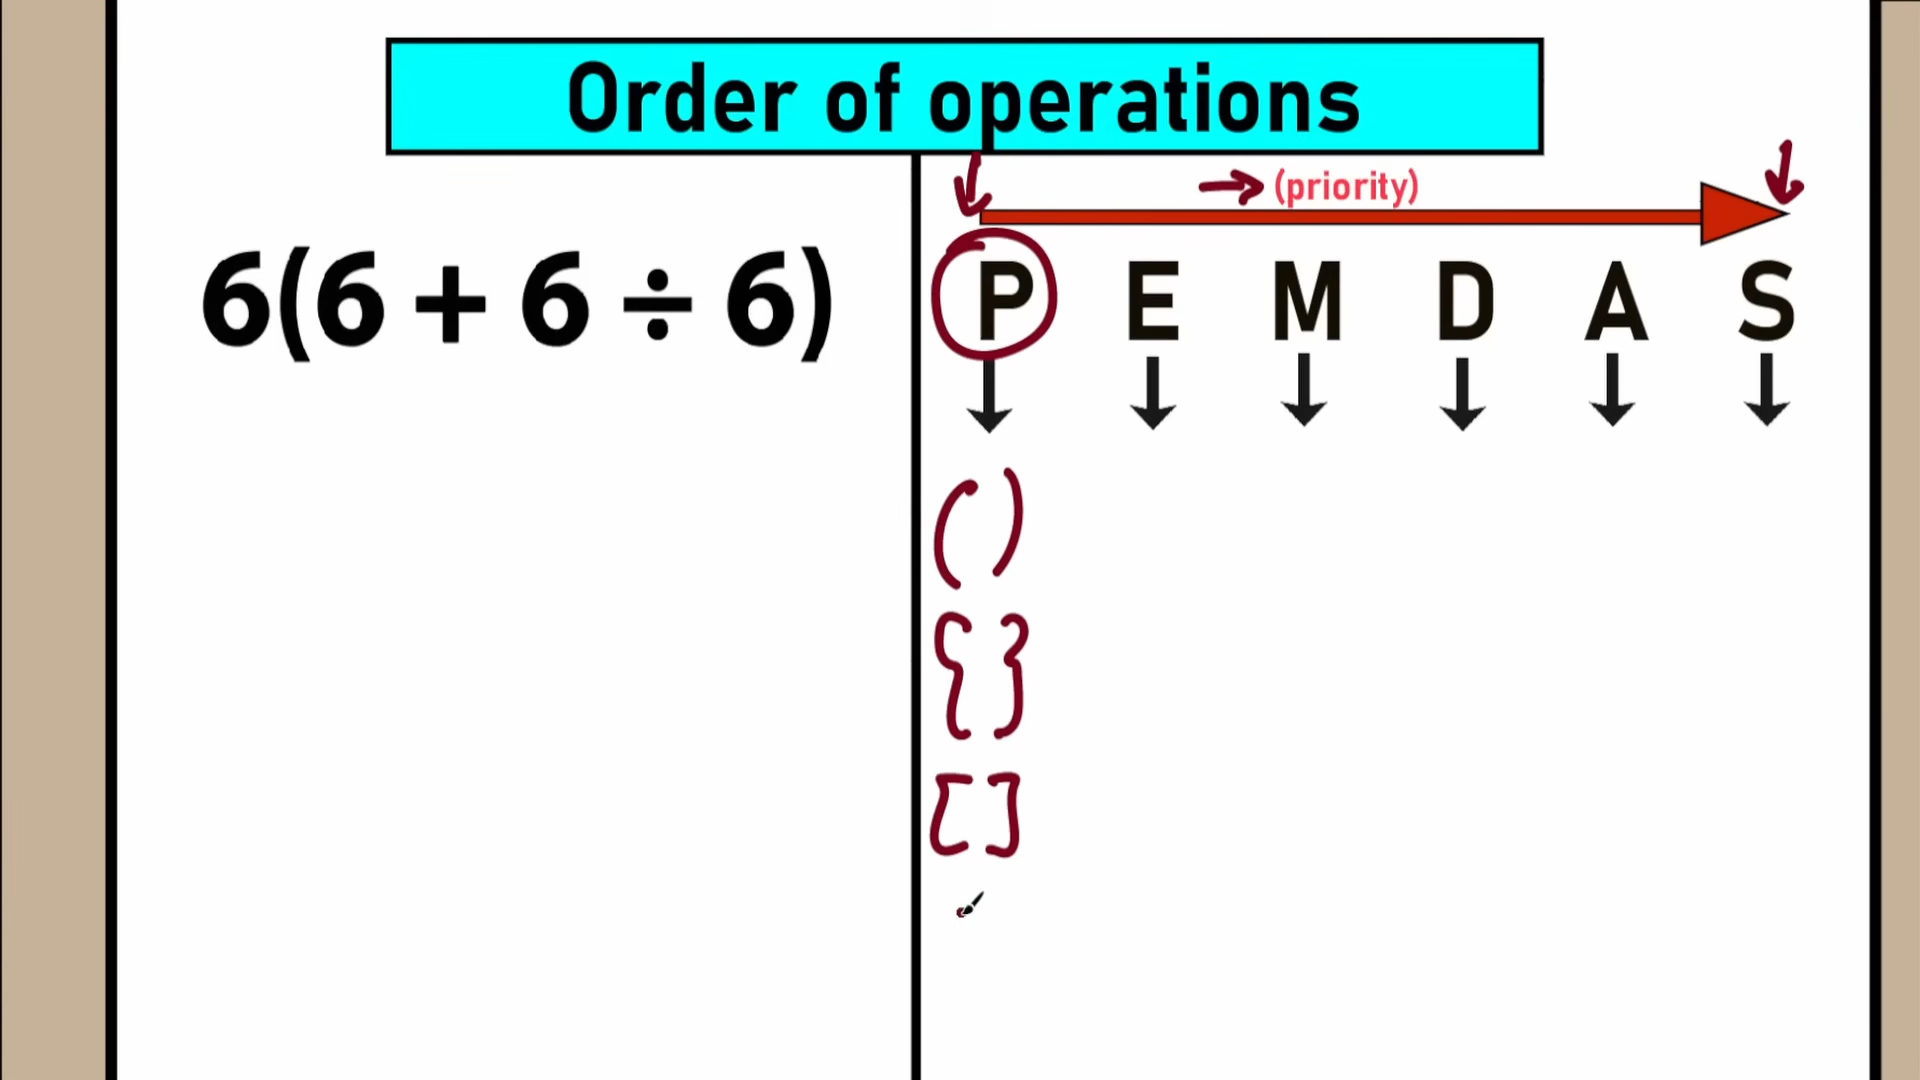 Order of operations
→ (priority)
6(6 + 6 ÷ 6)
P E M D A S
( )
{ }
[ ]